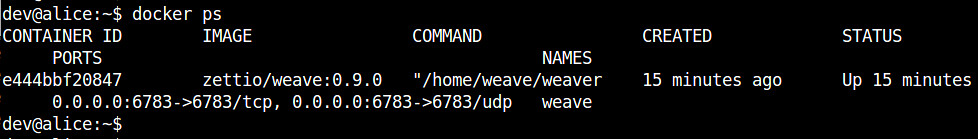 dev@alice:~$ docker ps
CONTAINER ID        IMAGE                COMMAND                CREATED             STATUS
     PORTS                                            NAMES
e444bbf20847        zettio/weave:0.9.0   "/home/weave/weaver    15 minutes ago      Up 15 minutes
     0.0.0.0:6783->6783/tcp, 0.0.0.0:6783->6783/udp   weave
dev@alice:~$